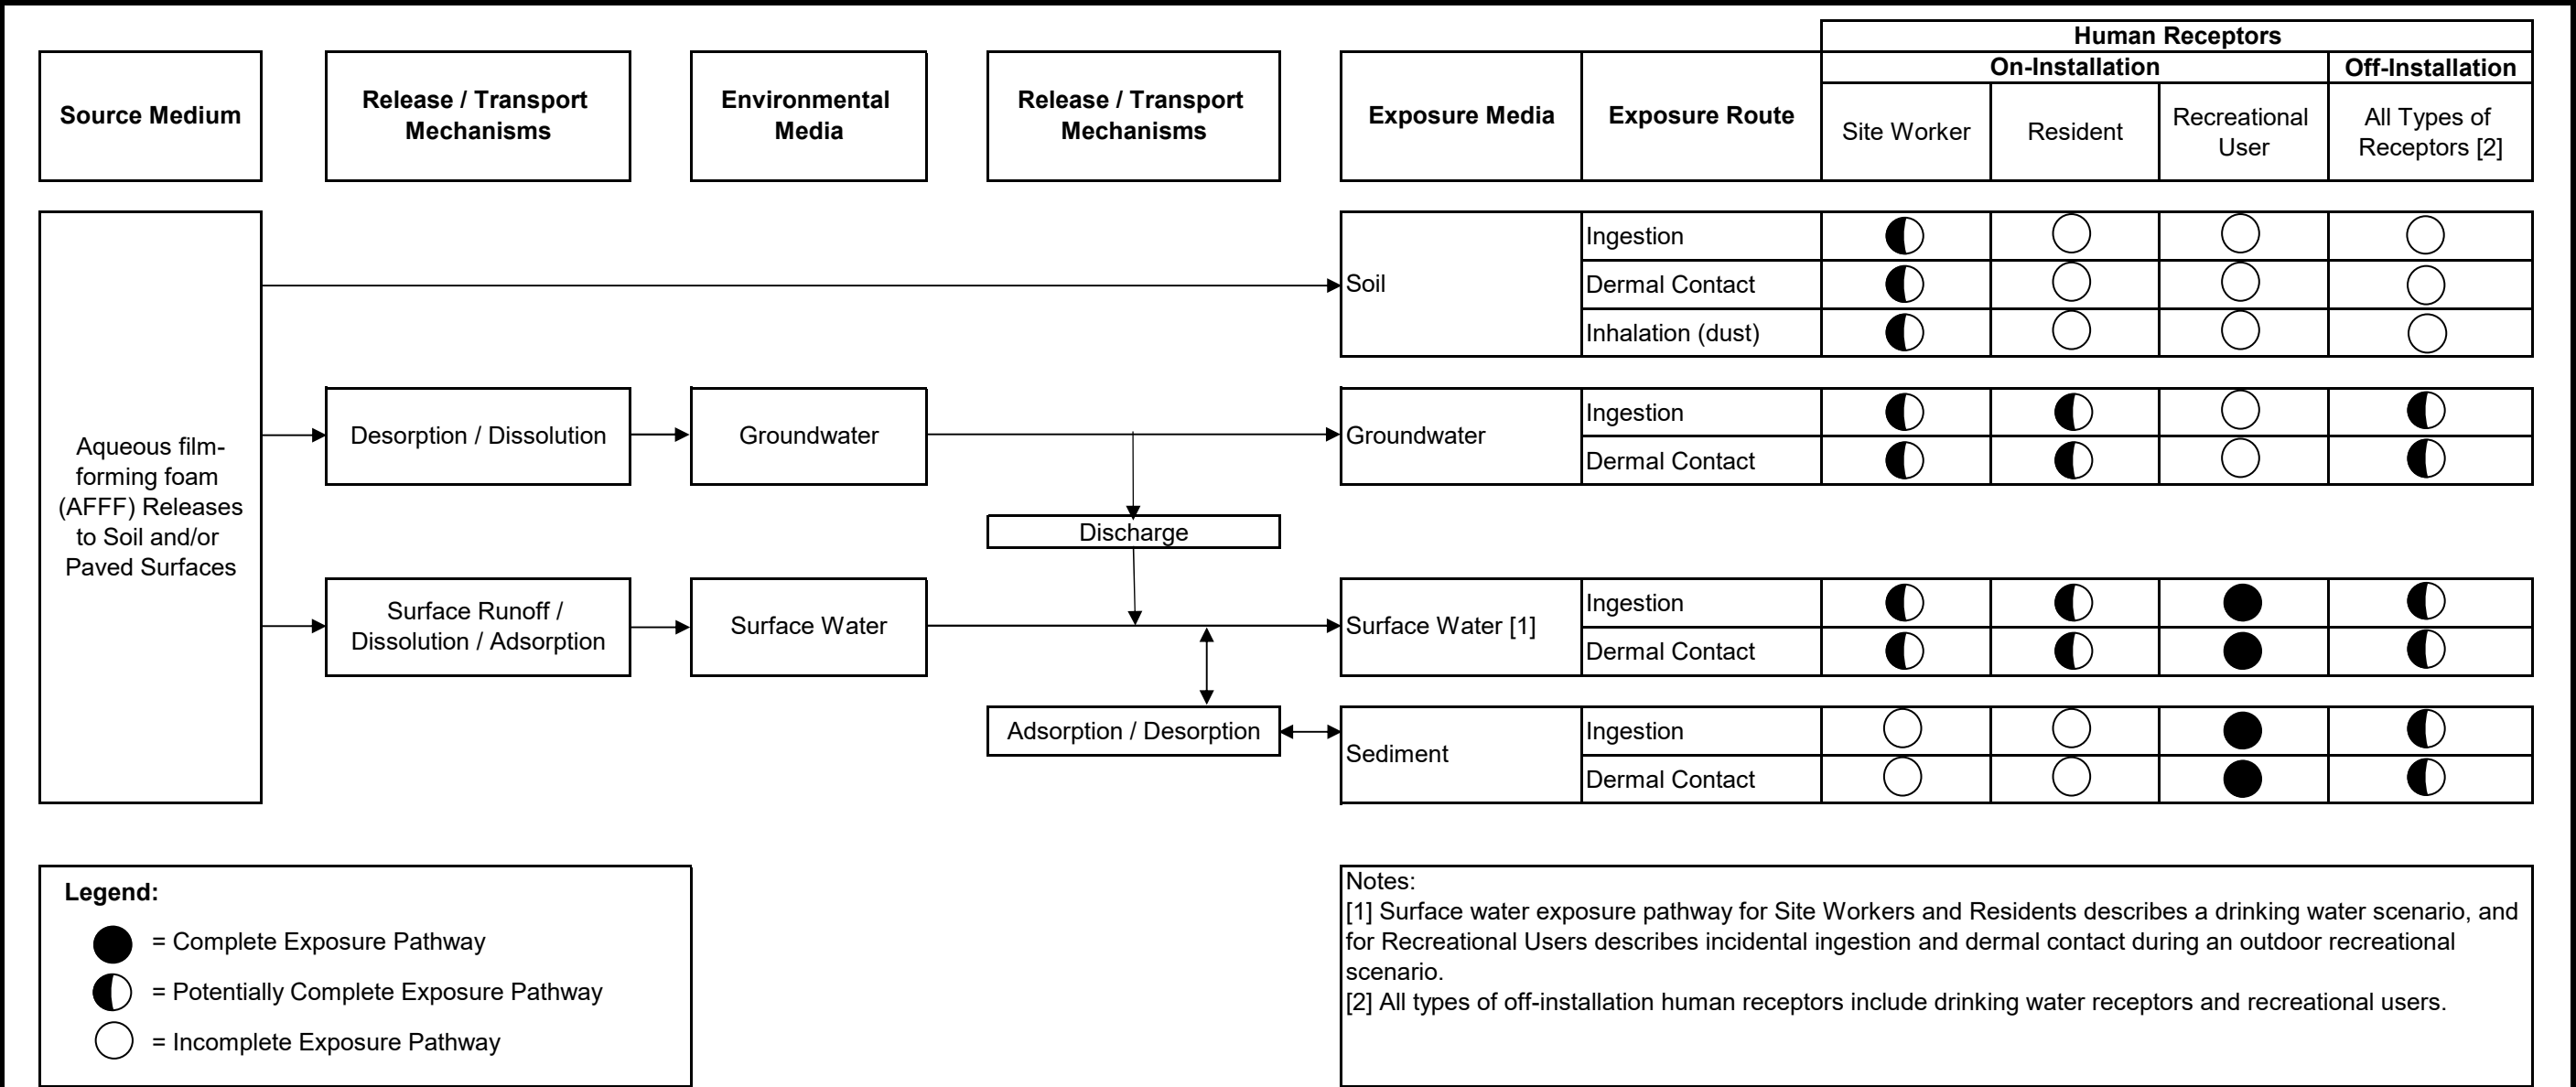 Human Receptors
On-Installation
Off-Installation
Source Medium
Release / Transport
Mechanisms
Environmental
Media
Release / Transport
Mechanisms
Exposure Media
Exposure Route
Site Worker
Resident
Recreational
User
All Types of
Receptors [2]
Aqueous film-
forming foam
(AFFF) Releases
to Soil and/or
Paved Surfaces
Soil
Ingestion
Dermal Contact
Inhalation (dust)
Desorption / Dissolution
Groundwater
Groundwater
Ingestion
Dermal Contact
Discharge
Surface Runoff /
Dissolution / Adsorption
Surface Water
Surface Water [1]
Ingestion
Dermal Contact
Adsorption / Desorption
Sediment
Ingestion
Dermal Contact
Legend:
= Complete Exposure Pathway
= Potentially Complete Exposure Pathway
= Incomplete Exposure Pathway
Notes:
[1] Surface water exposure pathway for Site Workers and Residents describes a drinking water scenario, and
for Recreational Users describes incidental ingestion and dermal contact during an outdoor recreational
scenario.
[2] All types of off-installation human receptors include drinking water receptors and recreational users.